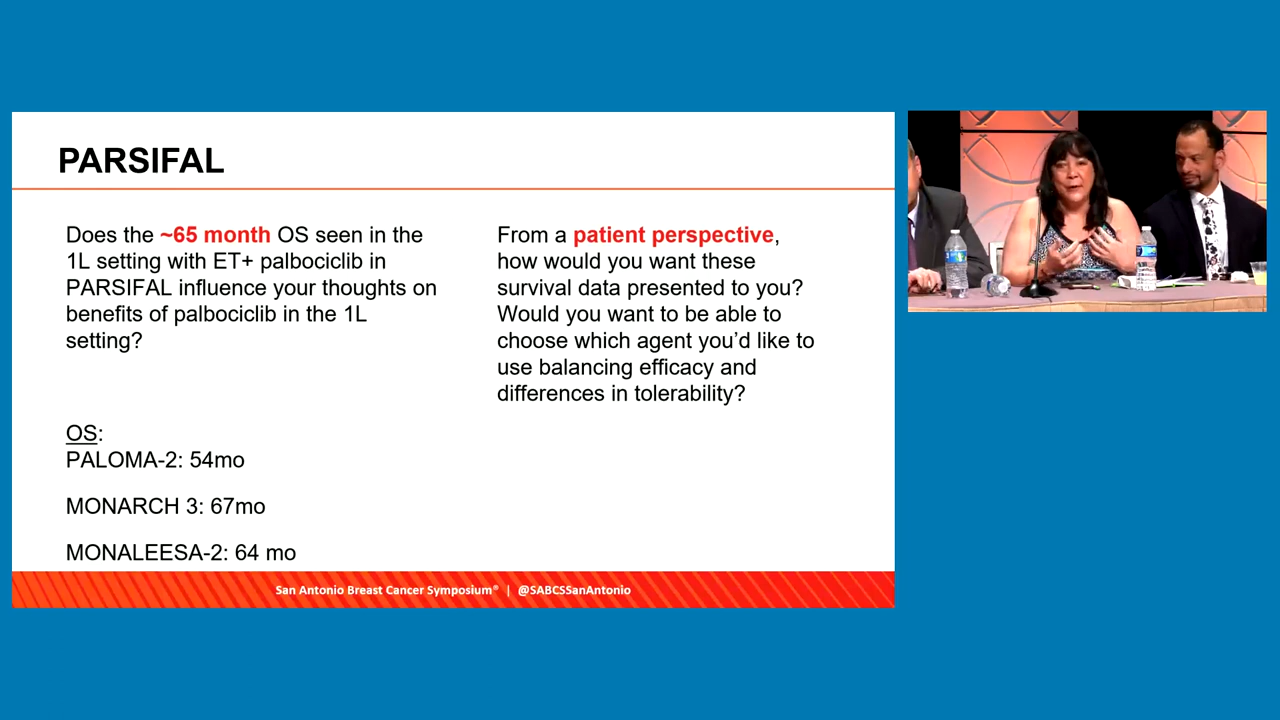 PARSIFAL
Does the ~65 month OS seen in the
1L setting with ET+ palbociclib in
PARSIFAL influence your thoughts on
benefits of palbociclib in the 1L
setting?
OS:
PALOMA-2: 54mo
MONARCH 3: 67mo
MONALEESA-2: 64 mo
From a patient perspective,
how would you want these
survival data presented to you?
Would you want to be able to
choose which agent you’d like to
use balancing efficacy and
differences in tolerability?
San Antonio Breast Cancer Symposium® | @SABCSSanAntonio